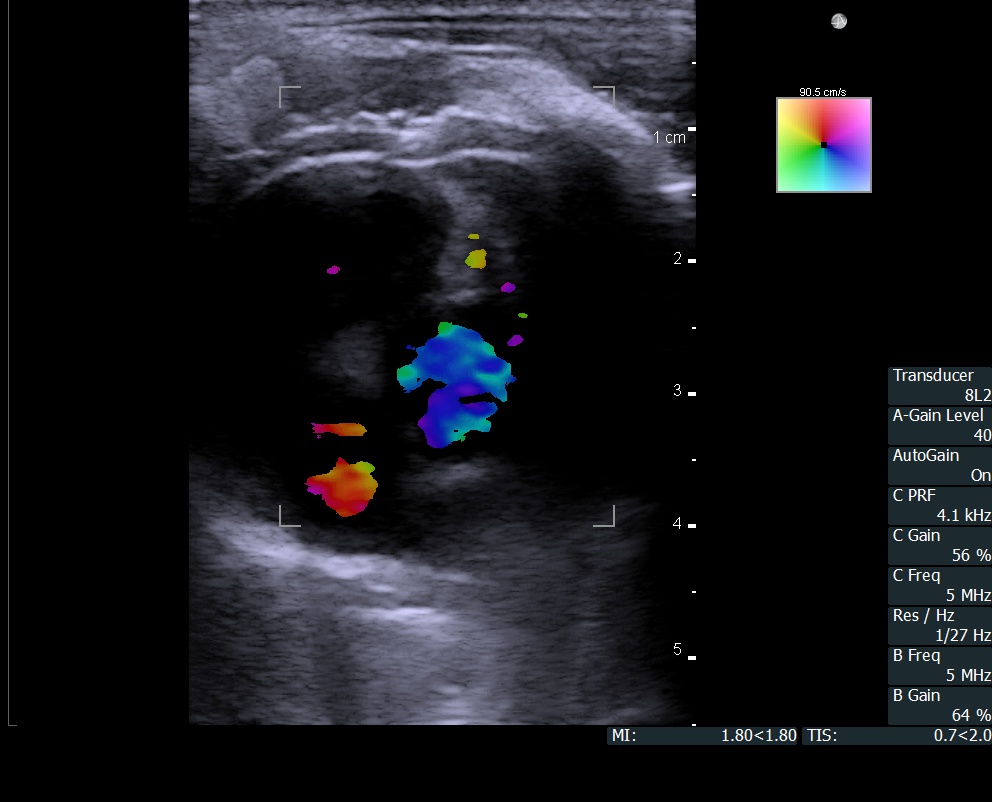 90.5 cm/s
1 cm
2
3
4
5
Transducer
8L2
A-Gain Level
40
AutoGain
On
C PRF
4.1 kHz
C Gain
56 %
C Freq
5 MHz
Res / Hz
1/27 Hz
B Freq
5 MHz
B Gain
64 %
MI: 1.80<1.80 TIS: 0.7<2.0